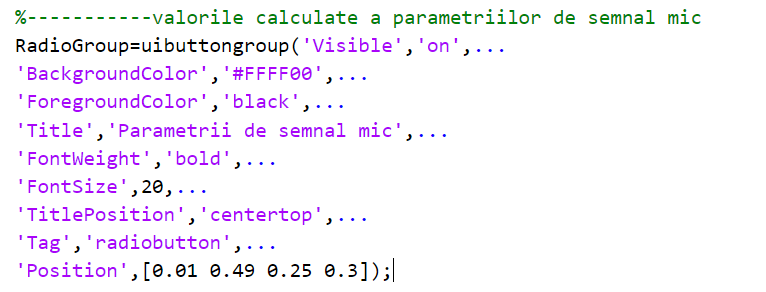 %-----------valorile calculate a parametriilor de semnal mic
RadioGroup=uibuttongroup('Visible','on',...
'BackgroundColor','#FFFF00',...
'ForegroundColor','black',...
'Title','Parametrii de semnal mic',...
'FontWeight','bold',...
'FontSize',20,...
'TitlePosition','centertop',...
'Tag','radiobutton',...
'Position',[0.01 0.49 0.25 0.3]);